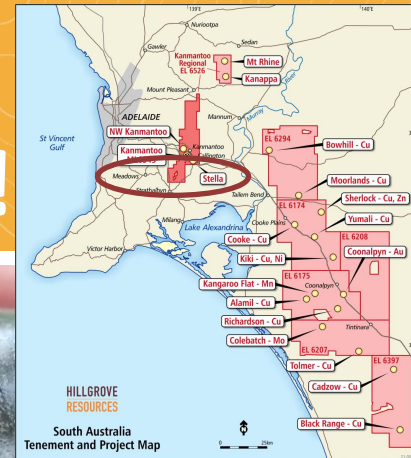 139°E
140°E
Nuriootpa
Gawler
Sedan
Kanmantoo
Regional
EL 6526
Mt Rhine
Kanappa
Mount Pleasant
River
Murray
ADELAIDE
Mannum
NW Kanmantoo
Kanmantoo
Kanmantoo
Callington
St Vincent
Gulf
Meadows
Stella
Strathalbyn
Tailem Bend
Milang
Lake Alexandrina
Cooke Plains
Victor Harbor
EL 6294
Bowhill - Cu
Moorlands - Cu
Sherlock - Cu, Zn
EL 6174
Yumali - Cu
Cooke - Cu
EL 6208
Coonalpyn - Au
Kiki - Cu, Ni
EL 6175
Kangaroo Flat - Mn
Coonalpyn
Alamil - Cu
Richardson - Cu
Colebatch - Mo
Tintinara
EL 6207
Tolmer - Cu
EL 6397
Cadzow - Cu
Black Range - Cu
HILLGROVE
RESOURCES
South Australia
Tenement and Project Map
0 25km
!